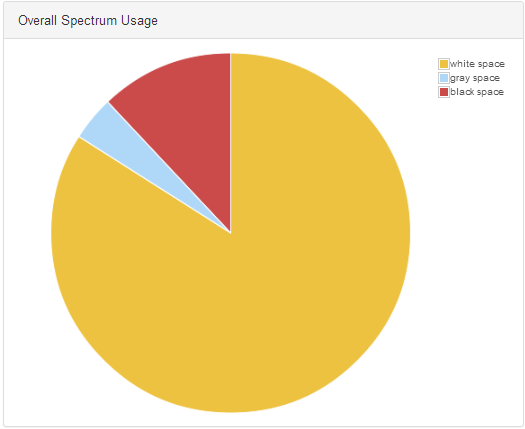 Overall Spectrum Usage
white space
gray space
black space